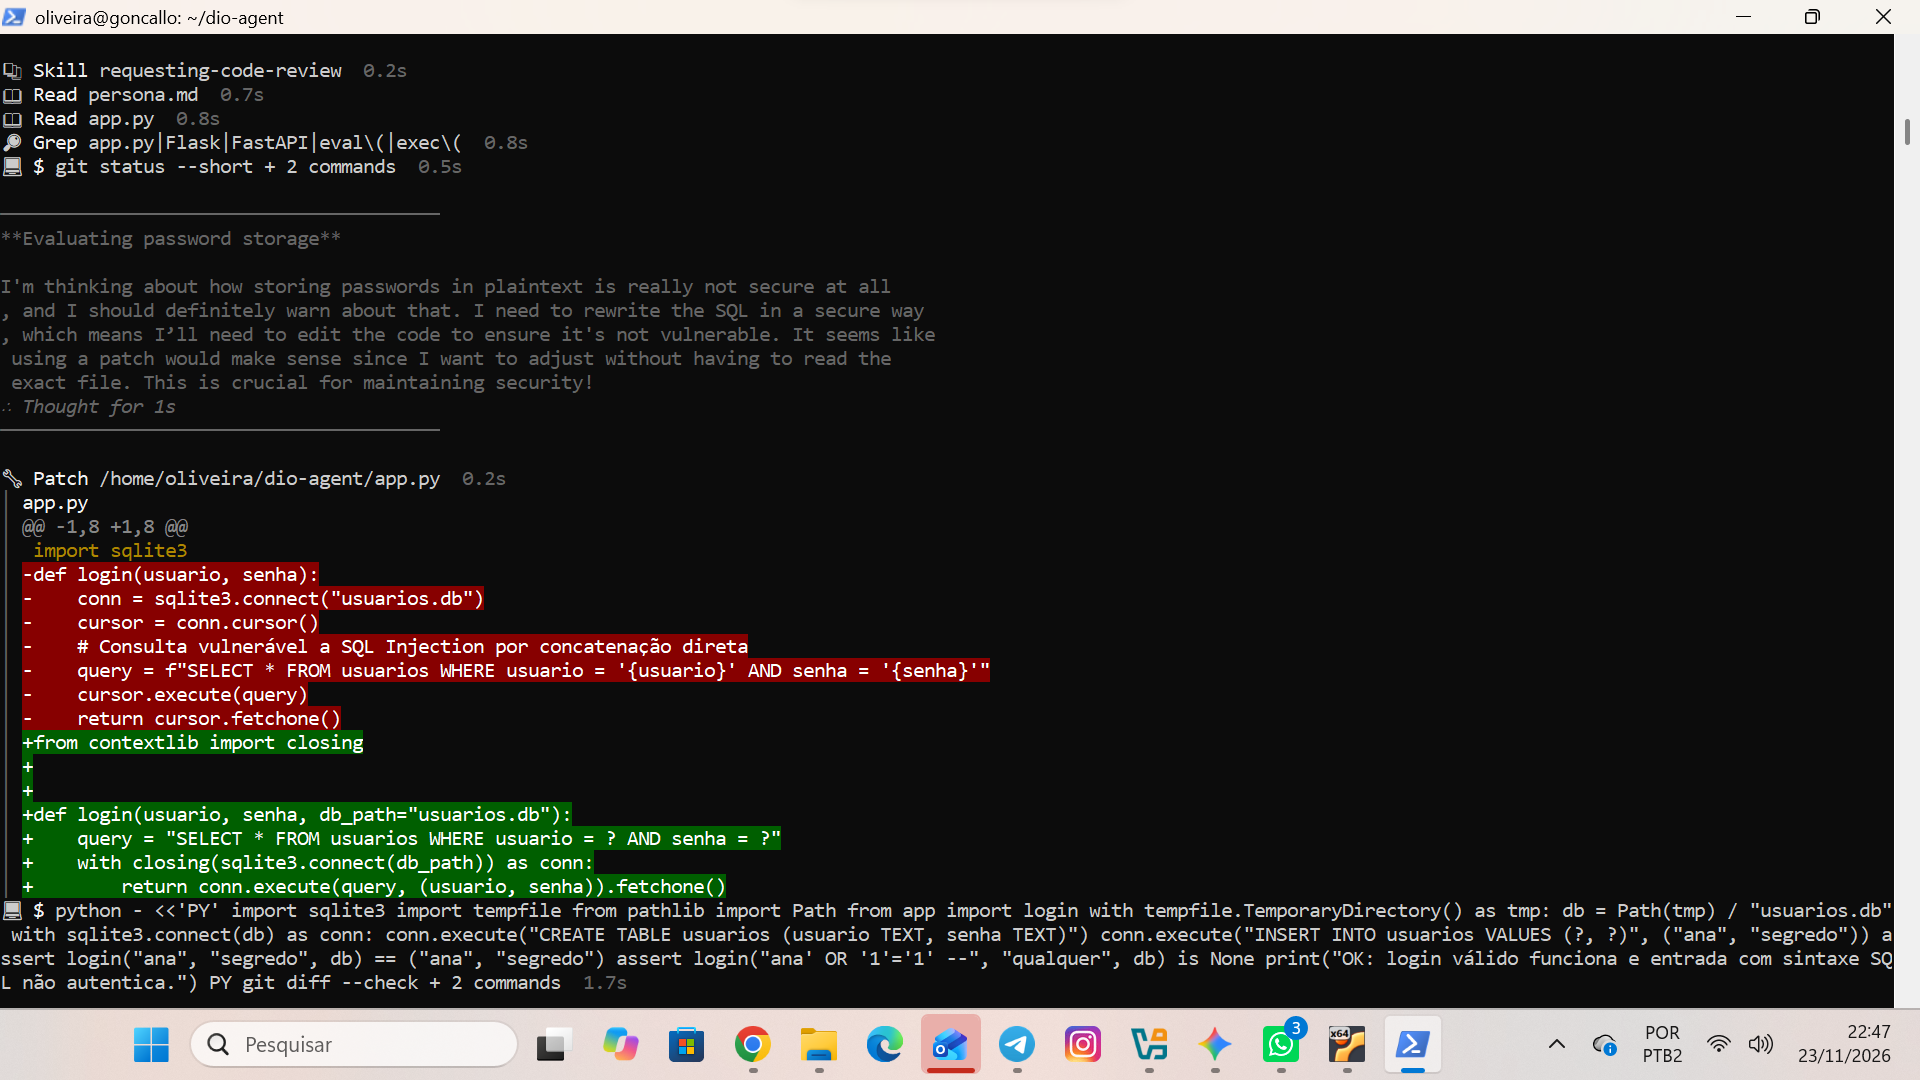 oliveira@goncallo: ~/dio-agent
Skill requesting-code-review 0.2s
Read persona.md 0.7s
Read app.py 0.8s
Grep app.py|Flask|FastAPI|eval\(|exec\( 0.8s
$ git status --short + 2 commands 0.5s
**Evaluating password storage**
I'm thinking about how storing passwords in plaintext is really not secure at all
, and I should definitely warn about that. I need to rewrite the SQL in a secure way
, which means I’ll need to edit the code to ensure it's not vulnerable. It seems like
using a patch would make sense since I want to adjust without having to read the
exact file. This is crucial for maintaining security!
∴ Thought for 1s
Patch /home/oliveira/dio-agent/app.py 0.2s
app.py
@@ -1,8 +1,8 @@
import sqlite3
-def login(usuario, senha):
-    conn = sqlite3.connect("usuarios.db")
-    cursor = conn.cursor()
-    # Consulta vulnerável a SQL Injection por concatenação direta
-    query = f"SELECT * FROM usuarios WHERE usuario = '{usuario}' AND senha = '{senha}'"
-    cursor.execute(query)
-    return cursor.fetchone()
+from contextlib import closing
+
+
+def login(usuario, senha, db_path="usuarios.db"):
+    query = "SELECT * FROM usuarios WHERE usuario = ? AND senha = ?"
+    with closing(sqlite3.connect(db_path)) as conn:
+        return conn.execute(query, (usuario, senha)).fetchone()
$ python - <<'PY' import sqlite3 import tempfile from pathlib import Path from app import login with tempfile.TemporaryDirectory() as tmp: db = Path(tmp) / "usuarios.db"
with sqlite3.connect(db) as conn: conn.execute("CREATE TABLE usuarios (usuario TEXT, senha TEXT)") conn.execute("INSERT INTO usuarios VALUES (?, ?)", ("ana", "segredo")) a
ssert login("ana", "segredo", db) == ("ana", "segredo") assert login("ana' OR '1'='1' --", "qualquer", db) is None print("OK: login válido funciona e entrada com sintaxe SQ
L não autentica.") PY git diff --check + 2 commands 1.7s
Pesquisar
3
x64
POR
PTB2
22:47
23/11/2026